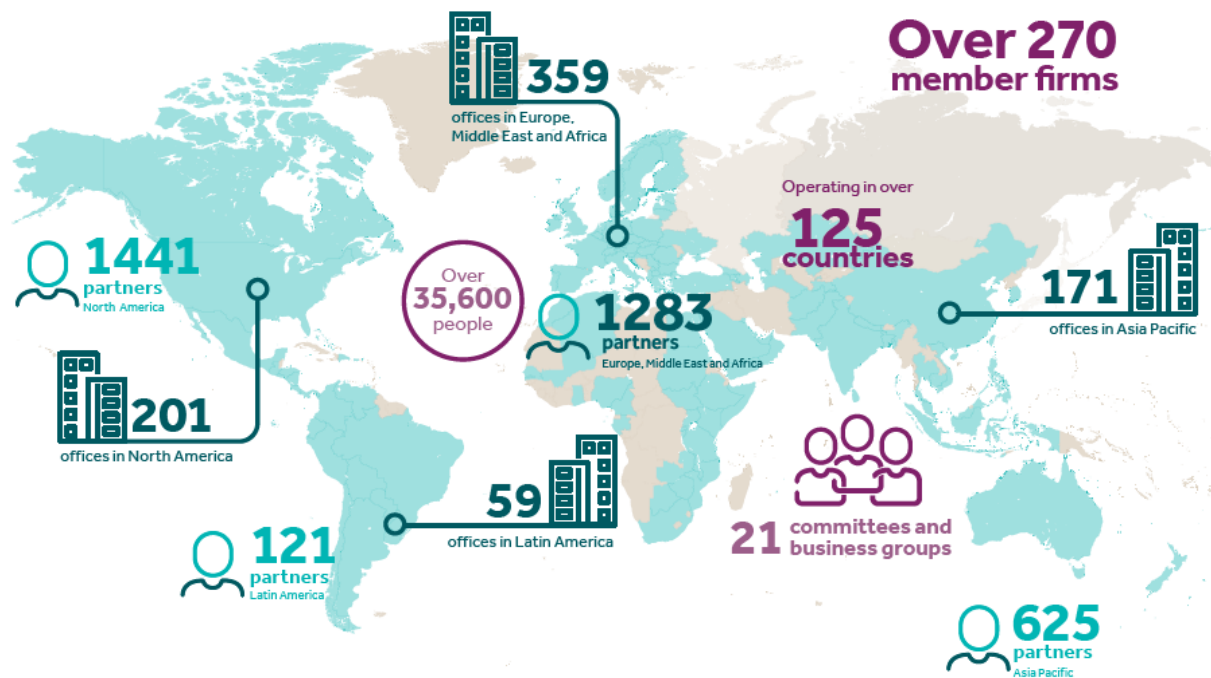 Over 270
member firms
359
offices in Europe,
Middle East and Africa
Operating in over
125
countries
1441
partners
North America
Over
35,600
people
1283
partners
Europe, Middle East and Africa
171
offices in Asia Pacific
201
offices in North America
59
offices in Latin America
21
committees and
business groups
121
partners
Latin America
625
partners
Asia Pacific